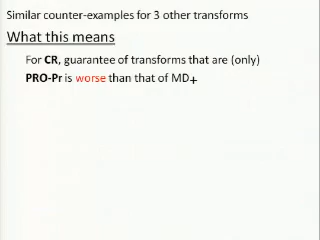 Similar counter-examples for 3 other transforms
What this means
For CR, guarantee of transforms that are (only)
PRO-Pr is worse than that of MD+